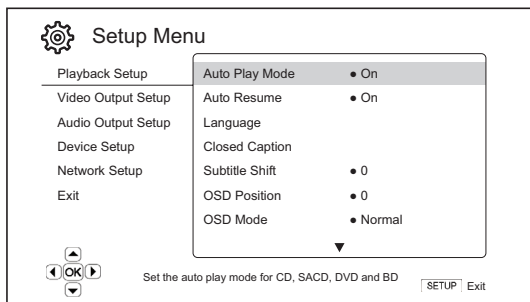 Setup Menu
Playback Setup
Video Output Setup
Audio Output Setup
Device Setup
Network Setup
Exit
Auto Play Mode ● On
Auto Resume ● On
Language
Closed Caption
Subtitle Shift ● 0
OSD Position ● 0
OSD Mode ● Normal
OK
Set the auto play mode for CD, SACD, DVD and BD
SETUP Exit